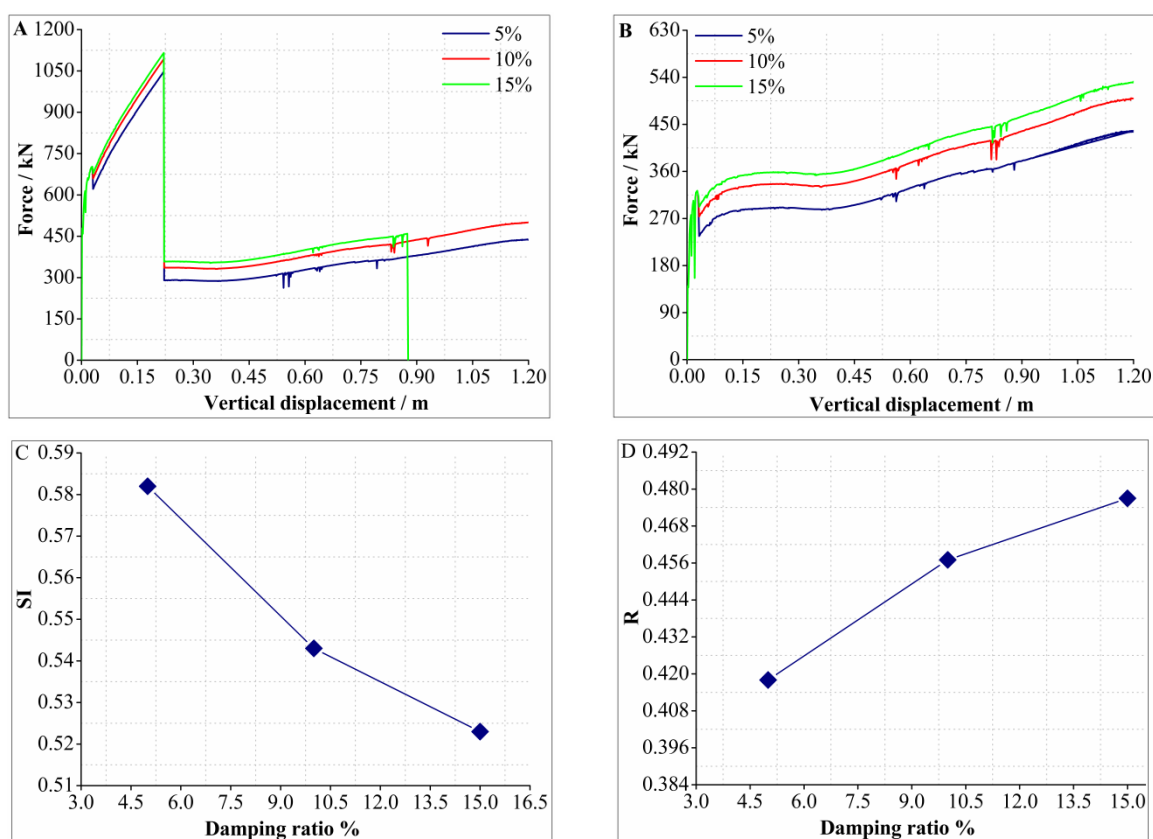 A
5%
10%
15%
1200
1050
900
750
600
450
300
150
0
Force / kN
0.00 0.15 0.30 0.45 0.60 0.75 0.90 1.05 1.20
Vertical displacement / m
B
5%
10%
15%
630
540
450
360
270
180
90
0
Force / kN
0.00 0.15 0.30 0.45 0.60 0.75 0.90 1.05 1.20
Vertical displacement / m
C
0.59
0.58
0.57
0.56
0.55
0.54
0.53
0.52
0.51
SI
3.0 4.5 6.0 7.5 9.0 10.5 12.0 13.5 15.0 16.5
Damping ratio %
D
0.492
0.480
0.468
0.456
0.444
0.432
0.420
0.408
0.396
0.384
R
3.0 4.5 6.0 7.5 9.0 10.5 12.0 13.5 15.0
Damping ratio %